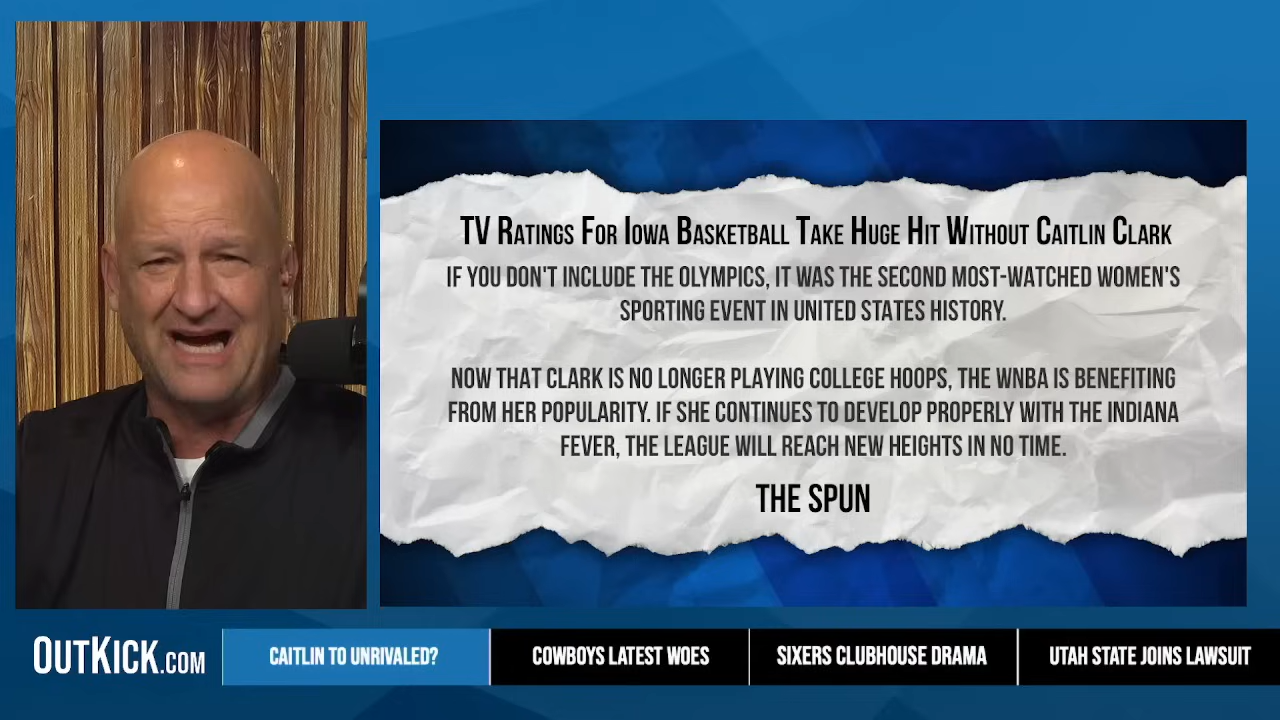 TV Ratings For Iowa Basketball Take Huge Hit Without Caitlin Clark
IF YOU DON'T INCLUDE THE OLYMPICS, IT WAS THE SECOND MOST-WATCHED WOMEN'S
SPORTING EVENT IN UNITED STATES HISTORY.
NOW THAT CLARK IS NO LONGER PLAYING COLLEGE HOOPS, THE WNBA IS BENEFITING
FROM HER POPULARITY. IF SHE CONTINUES TO DEVELOP PROPERLY WITH THE INDIANA
FEVER, THE LEAGUE WILL REACH NEW HEIGHTS IN NO TIME.
THE SPUN
OutKick.com
CAITLIN TO UNRIVALED?
COWBOYS LATEST WOES
SIXERS CLUBHOUSE DRAMA
UTAH STATE JOINS LAWSUIT